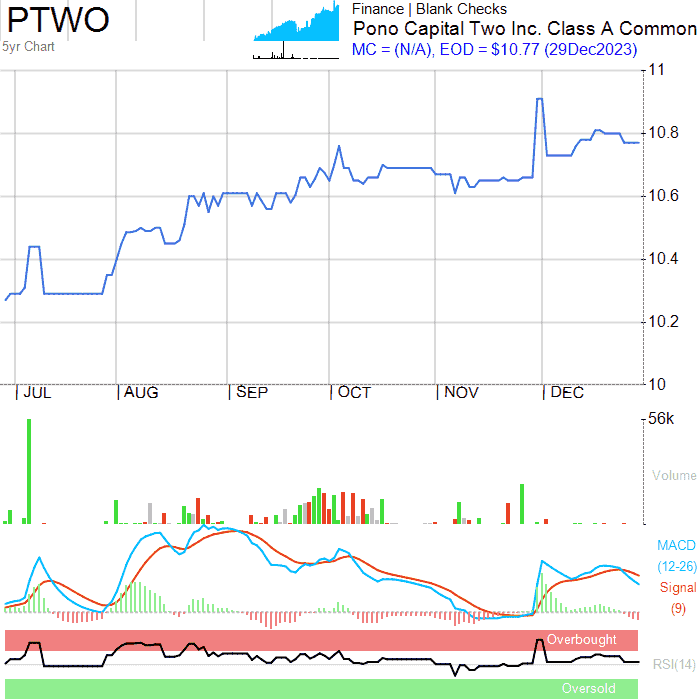 PTWO
5yr Chart
Finance | Blank Checks
Pono Capital Two Inc. Class A Common
MC = (N/A), EOD = $10.77 (29Dec2023)
11
10.8
10.6
10.4
10.2
10
JUL AUG SEP OCT NOV DEC
56k
Volume
MACD
(12-26)
Signal
(9)
Overbought
RSI(14)
Oversold